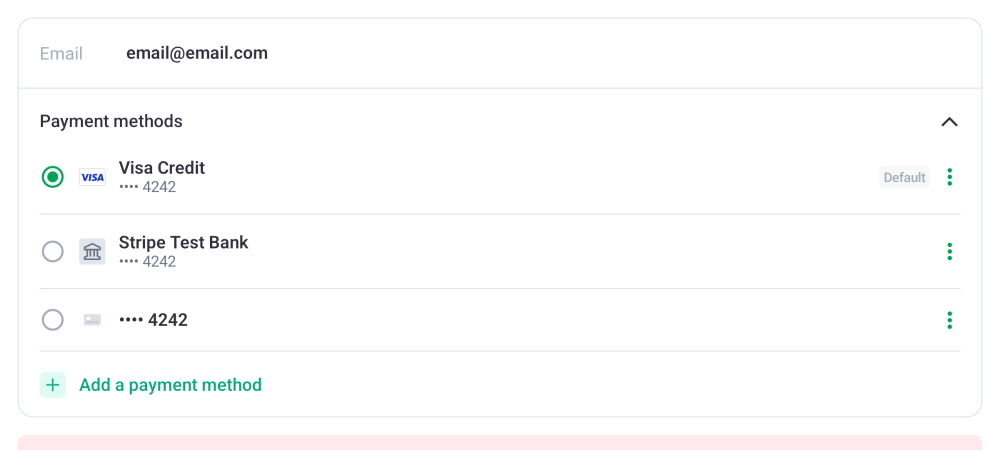 Email email@email.com
Payment methods
VISA Visa Credit
•••• 4242
Default
Stripe Test Bank
•••• 4242
•••• 4242
+ Add a payment method